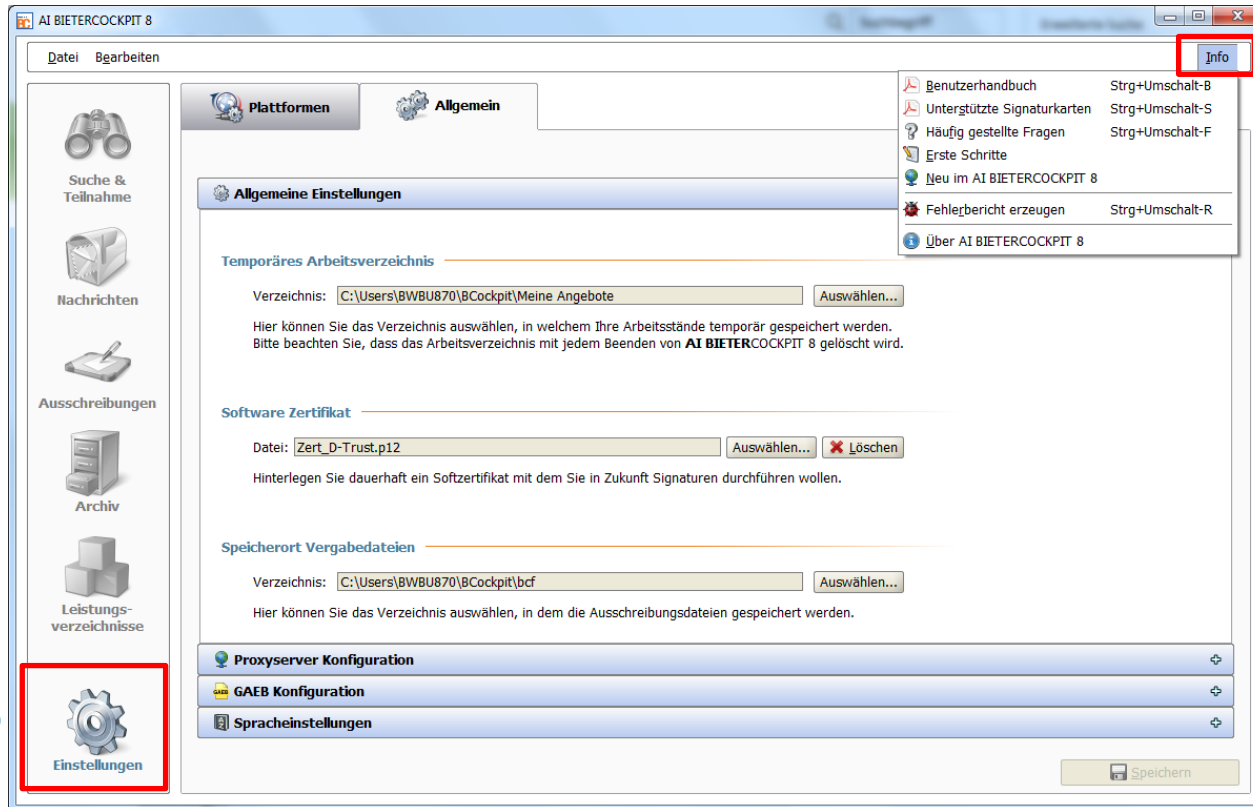 AI BIETERCOCKPIT 8
Datei Bearbeiten
Info
Benutzerhandbuch Strg+Umschalt-B
Unterstützte Signaturkarten Strg+Umschalt-S
Häufig gestellte Fragen Strg+Umschalt-F
Erste Schritte
Neu im AI BIETERCOCKPIT 8
Fehlerbericht erzeugen Strg+Umschalt-R
Über AI BIETERCOCKPIT 8
Suche &
Teilnahme
Nachrichten
Ausschreibungen
Archiv
Leistungs-
verzeichnisse
Einstellungen
Plattformen
Allgemein
Allgemeine Einstellungen
Temporäres Arbeitsverzeichnis
Verzeichnis: C:\Users\BWBU870\BCockpit\Meine Angebote Auswählen...
Hier können Sie das Verzeichnis auswählen, in welchem Ihre Arbeitsstände temporär gespeichert werden.
Bitte beachten Sie, dass das Arbeitsverzeichnis mit jedem Beenden von AI BIETERCOCKPIT 8 gelöscht wird.
Software Zertifikat
Datei: Zert_D-Trust.p12 Auswählen... Löschen
Hinterlegen Sie dauerhaft ein Softzertifikat mit dem Sie in Zukunft Signaturen durchführen wollen.
Speicherort Vergabedateien
Verzeichnis: C:\Users\BWBU870\BCockpit\bcf Auswählen...
Hier können Sie das Verzeichnis auswählen, in dem die Ausschreibungsdateien gespeichert werden.
Proxyserver Konfiguration
GAEB Konfiguration
Spracheinstellungen
Speichern